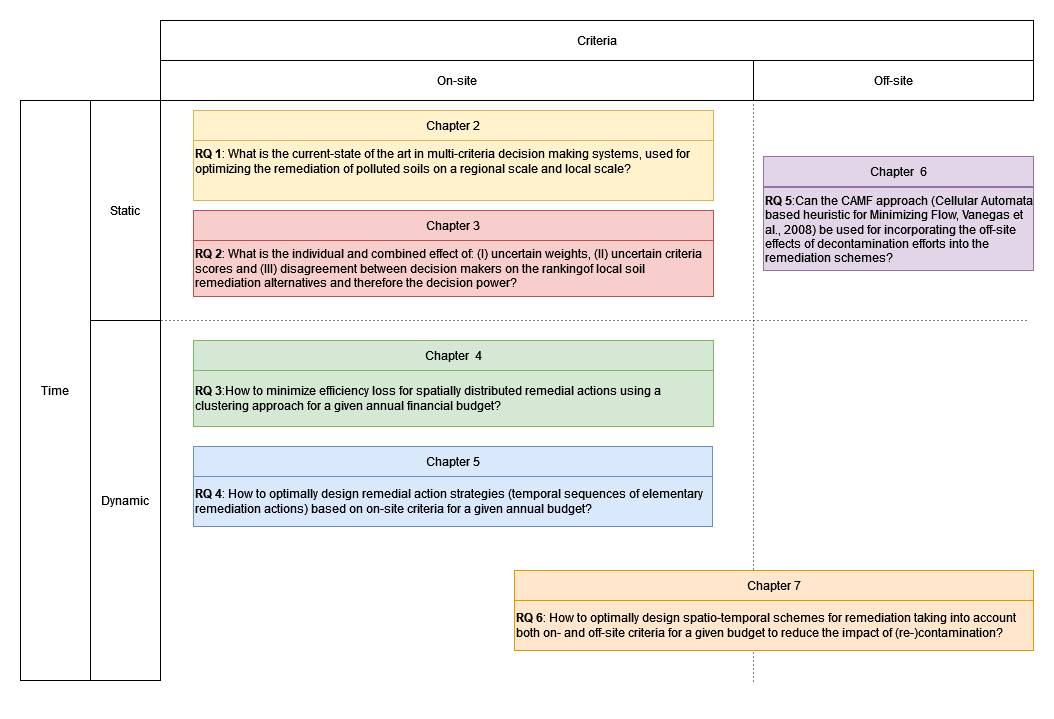 Criteria
On-site
Off-site
Time
Static
Chapter 2
RQ 1: What is the current-state of the art in multi-criteria decision making systems, used for
optimizing the remediation of polluted soils on a regional scale and local scale?
Chapter 3
RQ 2: What is the individual and combined effect of: (I) uncertain weights, (II) uncertain criteria
scores and (III) disagreement between decision makers on the rankingof local soil
remediation alternatives and therefore the decision power?
Chapter 6
RQ 5:Can the CAMF approach (Cellular Automata
based heuristic for Minimizing Flow, Vanegas et
al., 2008) be used for incorporating the off-site
effects of decontamination efforts into the
remediation schemes?
Dynamic
Chapter 4
RQ 3:How to minimize efficiency loss for spatially distributed remedial actions using a
clustering approach for a given annual financial budget?
Chapter 5
RQ 4: How to optimally design remedial action strategies (temporal sequences of elementary
remediation actions) based on on-site criteria for a given annual budget?
Chapter 7
RQ 6: How to optimally design spatio-temporal schemes for remediation taking into account
both on- and off-site criteria for a given budget to reduce the impact of (re-)contamination?